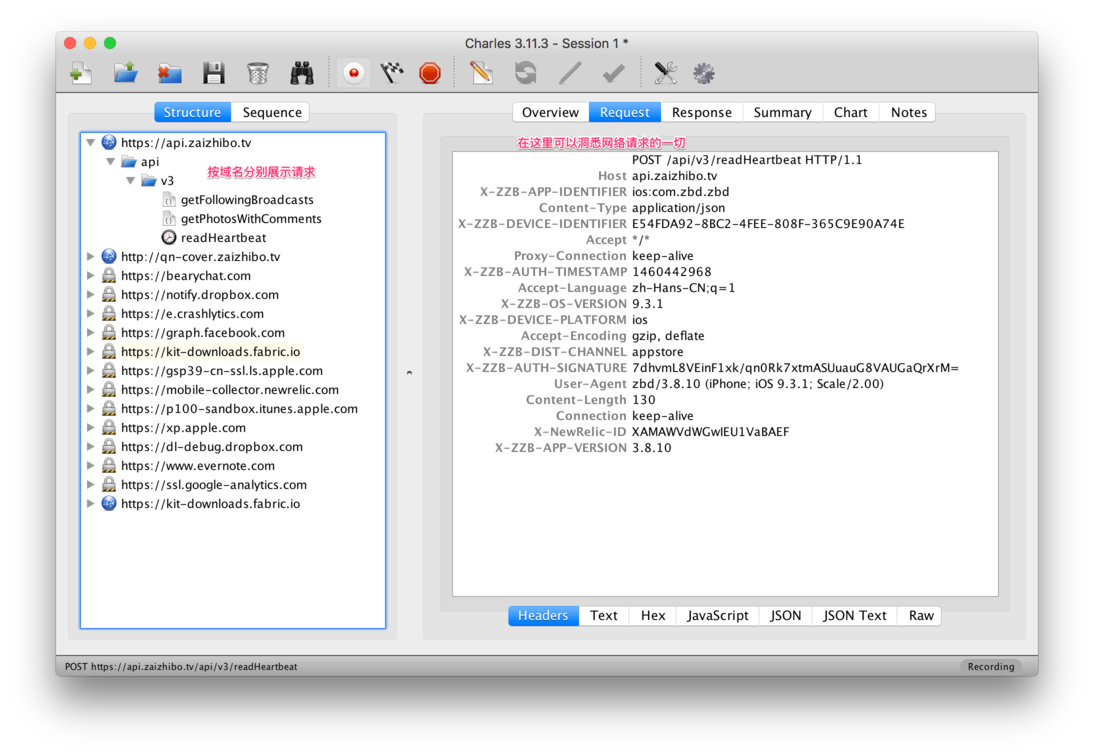 Charles 3.11.3 - Session 1 *
Structure
Sequence
https://api.zaizhibo.tv
api
按域名分别展示请求
v3
getFollowingBroadcasts
getPhotosWithComments
readHeartbeat
http://qn-cover.zaizhibo.tv
https://bearychat.com
https://notify.dropbox.com
https://e.crashlytics.com
https://graph.facebook.com
https://kit-downloads.fabric.io
https://gsp39-cn-ssl.ls.apple.com
https://mobile-collector.newrelic.com
https://p100-sandbox.itunes.apple.com
https://xp.apple.com
https://dl-debug.dropbox.com
https://www.evernote.com
https://ssl.google-analytics.com
https://kit-downloads.fabric.io
Overview Request Response Summary Chart Notes
在这里可以洞悉网络请求的一切
POST /api/v3/readHeartbeat HTTP/1.1
Host api.zaizhibo.tv
X-ZZB-APP-IDENTIFIER ios:com.zbd.zbd
Content-Type application/json
X-ZZB-DEVICE-IDENTIFIER E54FDA92-8BC2-4FEE-808F-365C9E90A74E
Accept */*
Proxy-Connection keep-alive
X-ZZB-AUTH-TIMESTAMP 1460442968
Accept-Language zh-Hans-CN;q=1
X-ZZB-OS-VERSION 9.3.1
X-ZZB-DEVICE-PLATFORM ios
Accept-Encoding gzip, deflate
X-ZZB-DIST-CHANNEL appstore
X-ZZB-AUTH-SIGNATURE 7dhvmL8VEinF1xk/qn0Rk7xtmASUuauG8VAUGaQrXrM=
User-Agent zbd/3.8.10 (iPhone; iOS 9.3.1; Scale/2.00)
Content-Length 130
Connection keep-alive
X-NewRelic-ID XAMAWVdWGwIEU1VaBAEF
X-ZZB-APP-VERSION 3.8.10
Headers Text Hex JavaScript JSON JSON Text Raw
POST https://api.zaizhibo.tv/api/v3/readHeartbeat
Recording